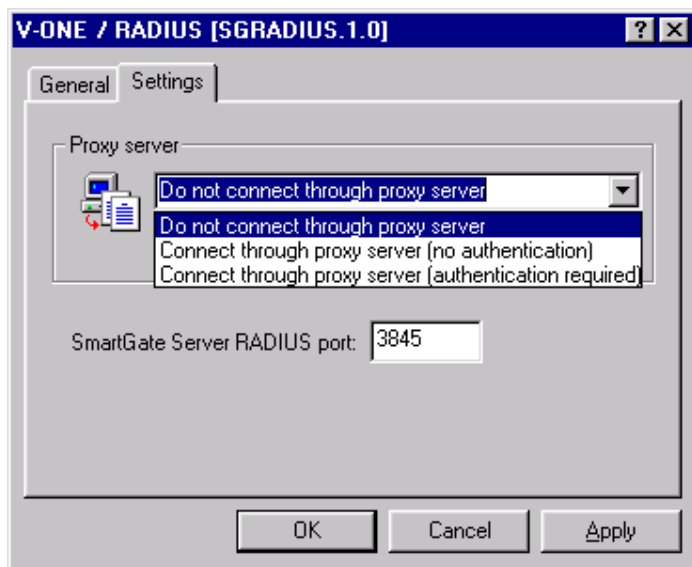 V-ONE / RADIUS [SGRADIUS.1.0]
General
Settings
Proxy server
Do not connect through proxy server
Do not connect through proxy server
Connect through proxy server (no authentication)
Connect through proxy server (authentication required)
SmartGate Server RADIUS port: 3845
OK Cancel Apply